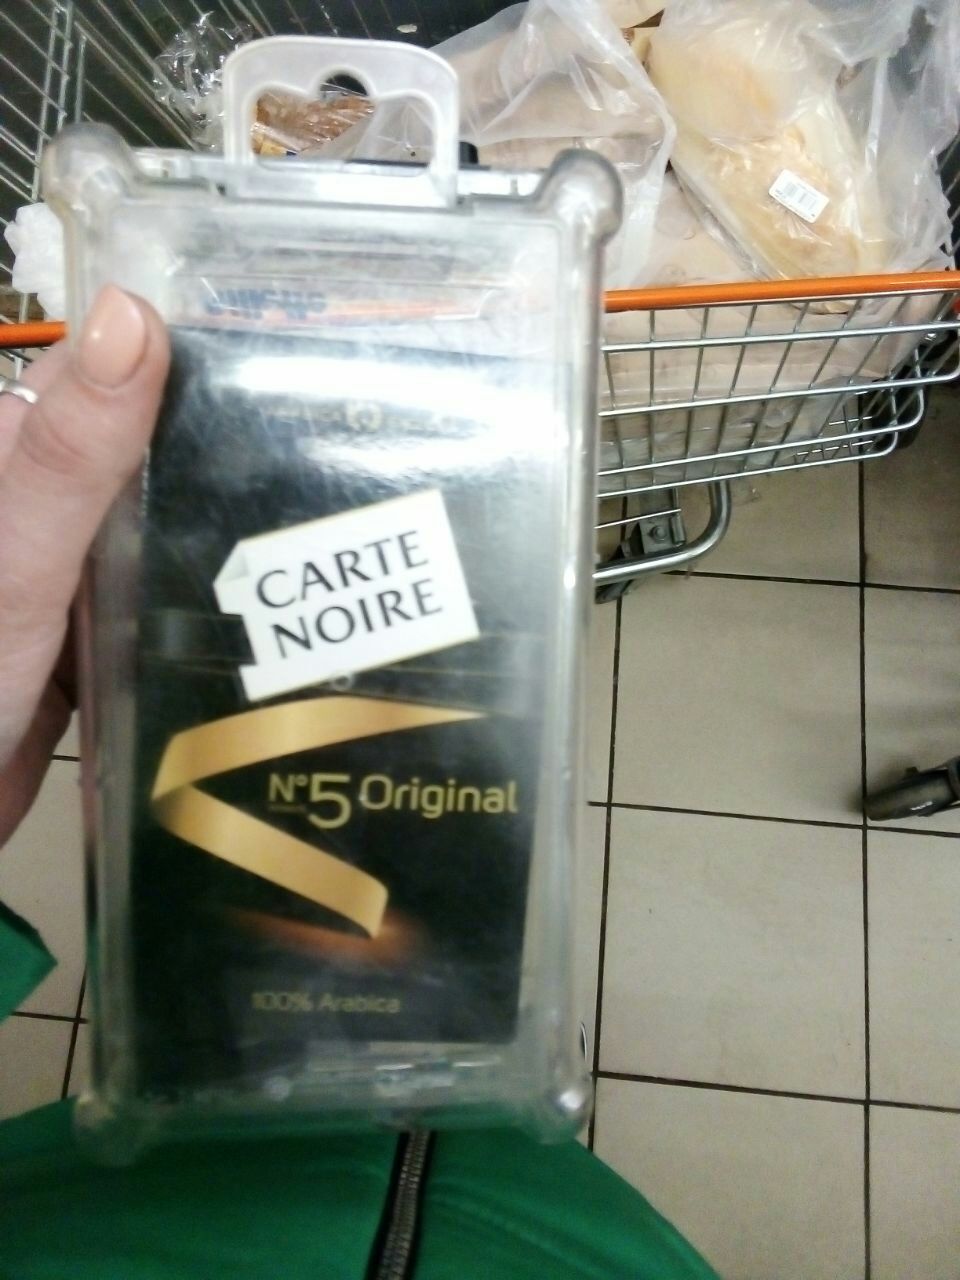 CARTE
NOIRE
N°5 Original
100% Arabica